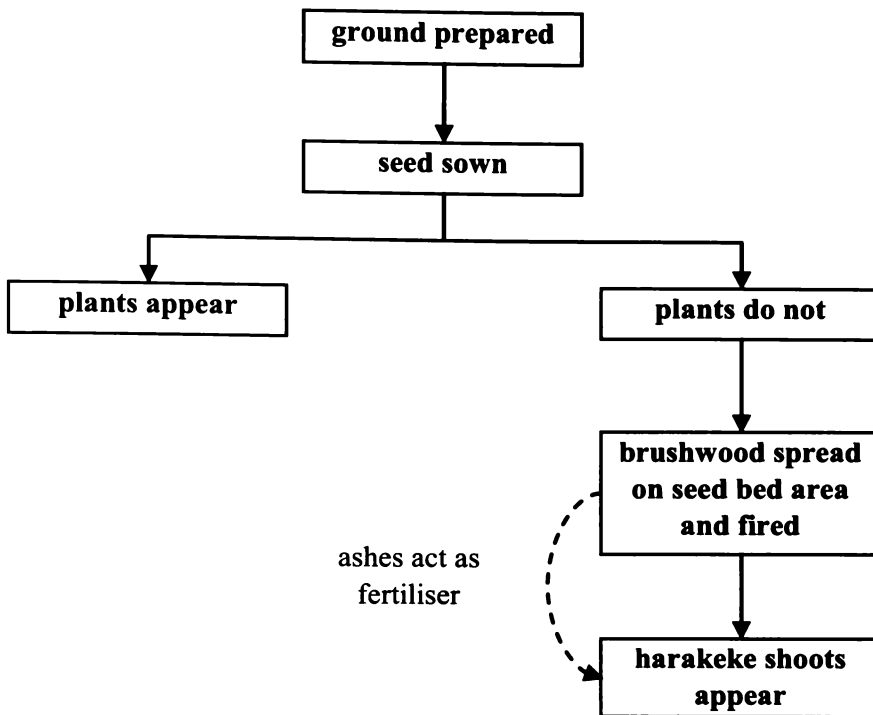 ground prepared
seed sown
plants appear
plants do not
brushwood spread
on seed bed area
and fired
ashes act as
fertiliser
harakeke shoots
appear